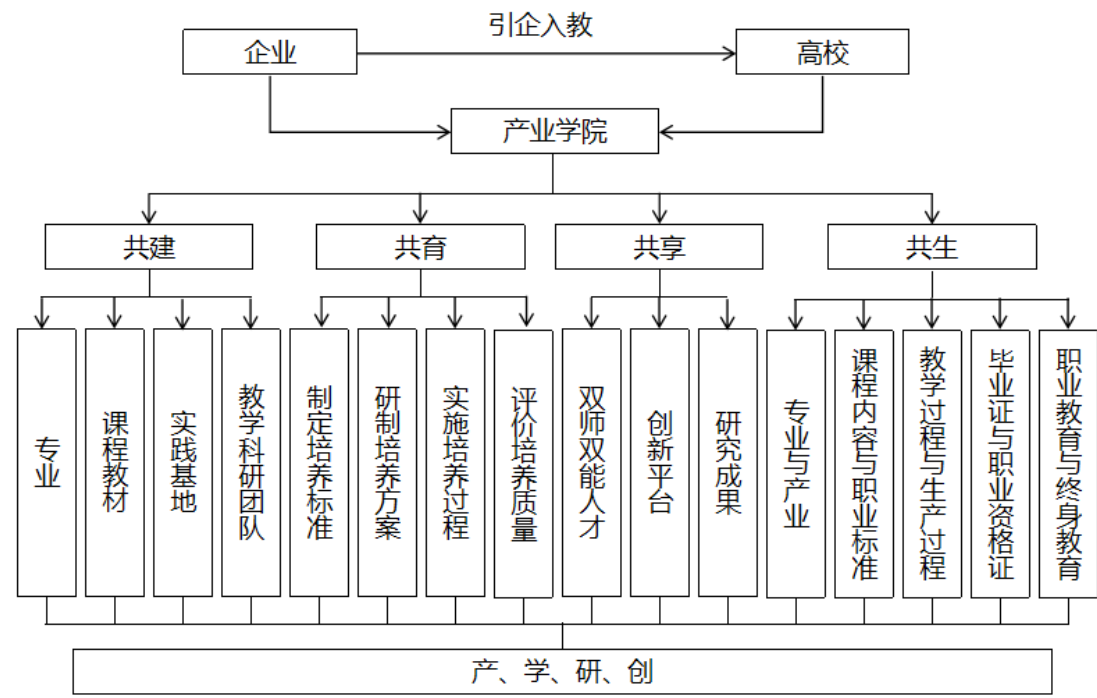 引企入教
企业
高校
产业学院
共建
共育
共享
共生
专业
课程教材
实践基地
教学科研团队
制定培养标准
研制培养方案
实施培养过程
评价培养质量
双师双能人才
创新平台
研究成果
专业与产业
课程内容与职业标准
教学过程与生产过程
毕业证与职业资格证
职业教育与终身教育
产、学、研、创